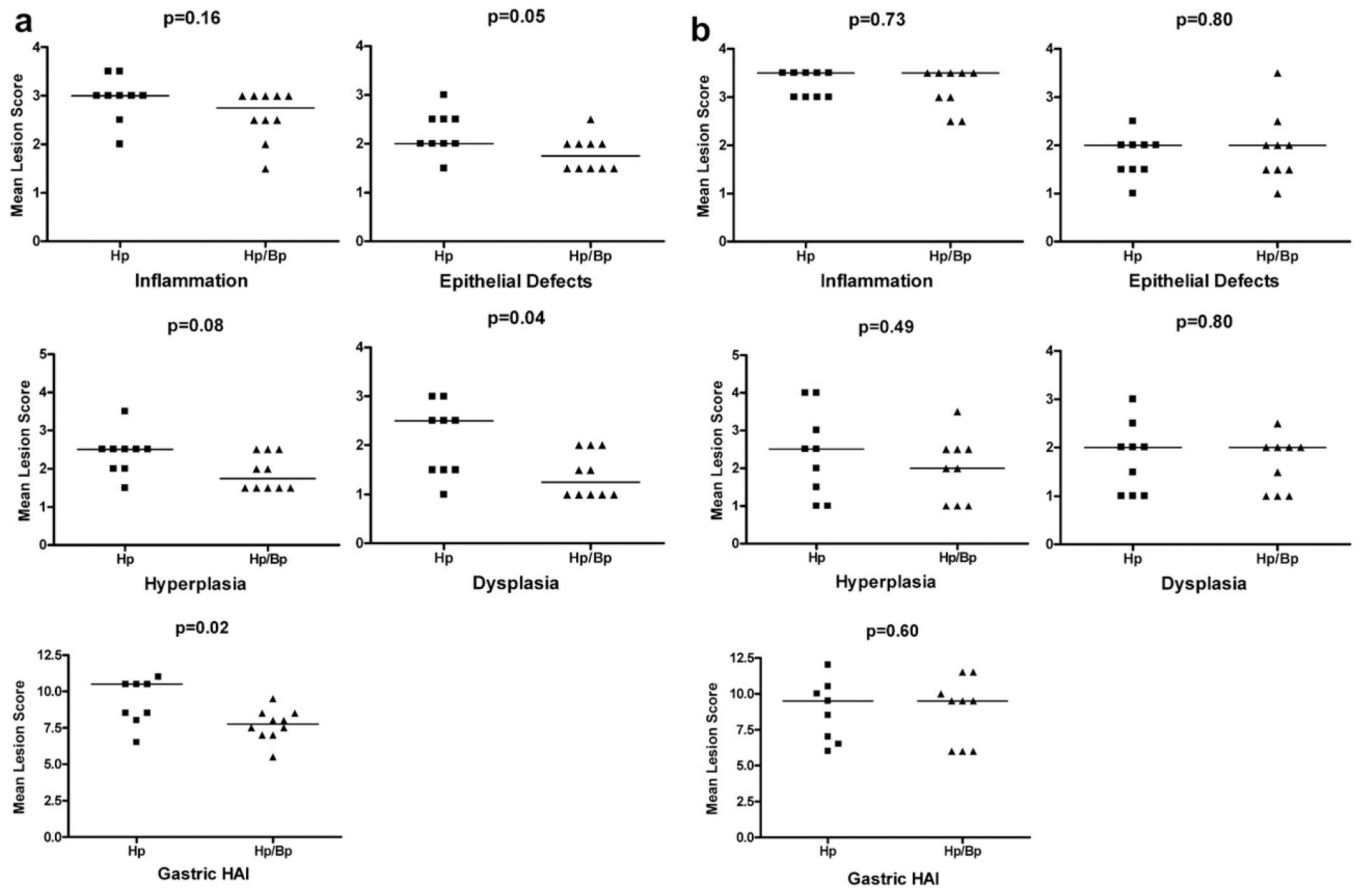 a
p=0.16
Mean Lesion Score
4
3
2
1
0
Hp Hp/Bp
Inflammation
p=0.05
4
3
2
1
0
Hp Hp/Bp
Epithelial Defects
p=0.08
Mean Lesion Score
5
4
3
2
1
0
Hp Hp/Bp
Hyperplasia
p=0.04
4
3
2
1
0
Hp Hp/Bp
Dysplasia
p=0.02
Mean Lesion Score
12.5
10.0
7.5
5.0
2.5
0.0
Hp Hp/Bp
Gastric HAI
b
p=0.73
Mean Lesion Score
4
3
2
1
0
Hp Hp/Bp
Inflammation
p=0.80
4
3
2
1
0
Hp Hp/Bp
Epithelial Defects
p=0.49
Mean Lesion Score
5
4
3
2
1
0
Hp Hp/Bp
Hyperplasia
p=0.80
4
3
2
1
0
Hp Hp/Bp
Dysplasia
p=0.60
Mean Lesion Score
12.5
10.0
7.5
5.0
2.5
0.0
Hp Hp/Bp
Gastric HAI